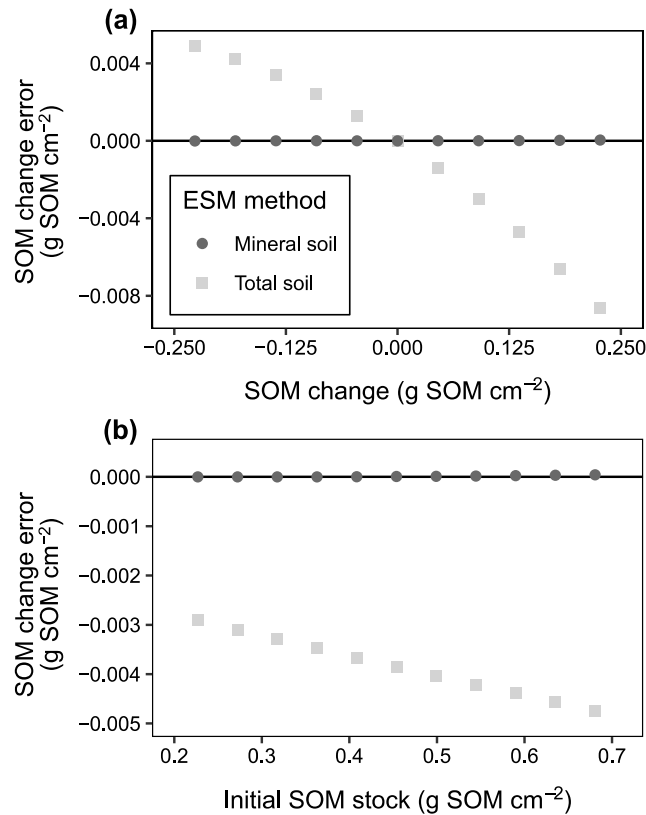 (a)
SOM change error
(g SOM cm⁻²)
0.004
0.000
−0.004
−0.008
ESM method
Mineral soil
Total soil
−0.250 −0.125 0.000 0.125 0.250
SOM change (g SOM cm⁻²)
(b)
SOM change error
(g SOM cm⁻²)
0.000
−0.001
−0.002
−0.003
−0.004
−0.005
0.2 0.3 0.4 0.5 0.6 0.7
Initial SOM stock (g SOM cm⁻²)